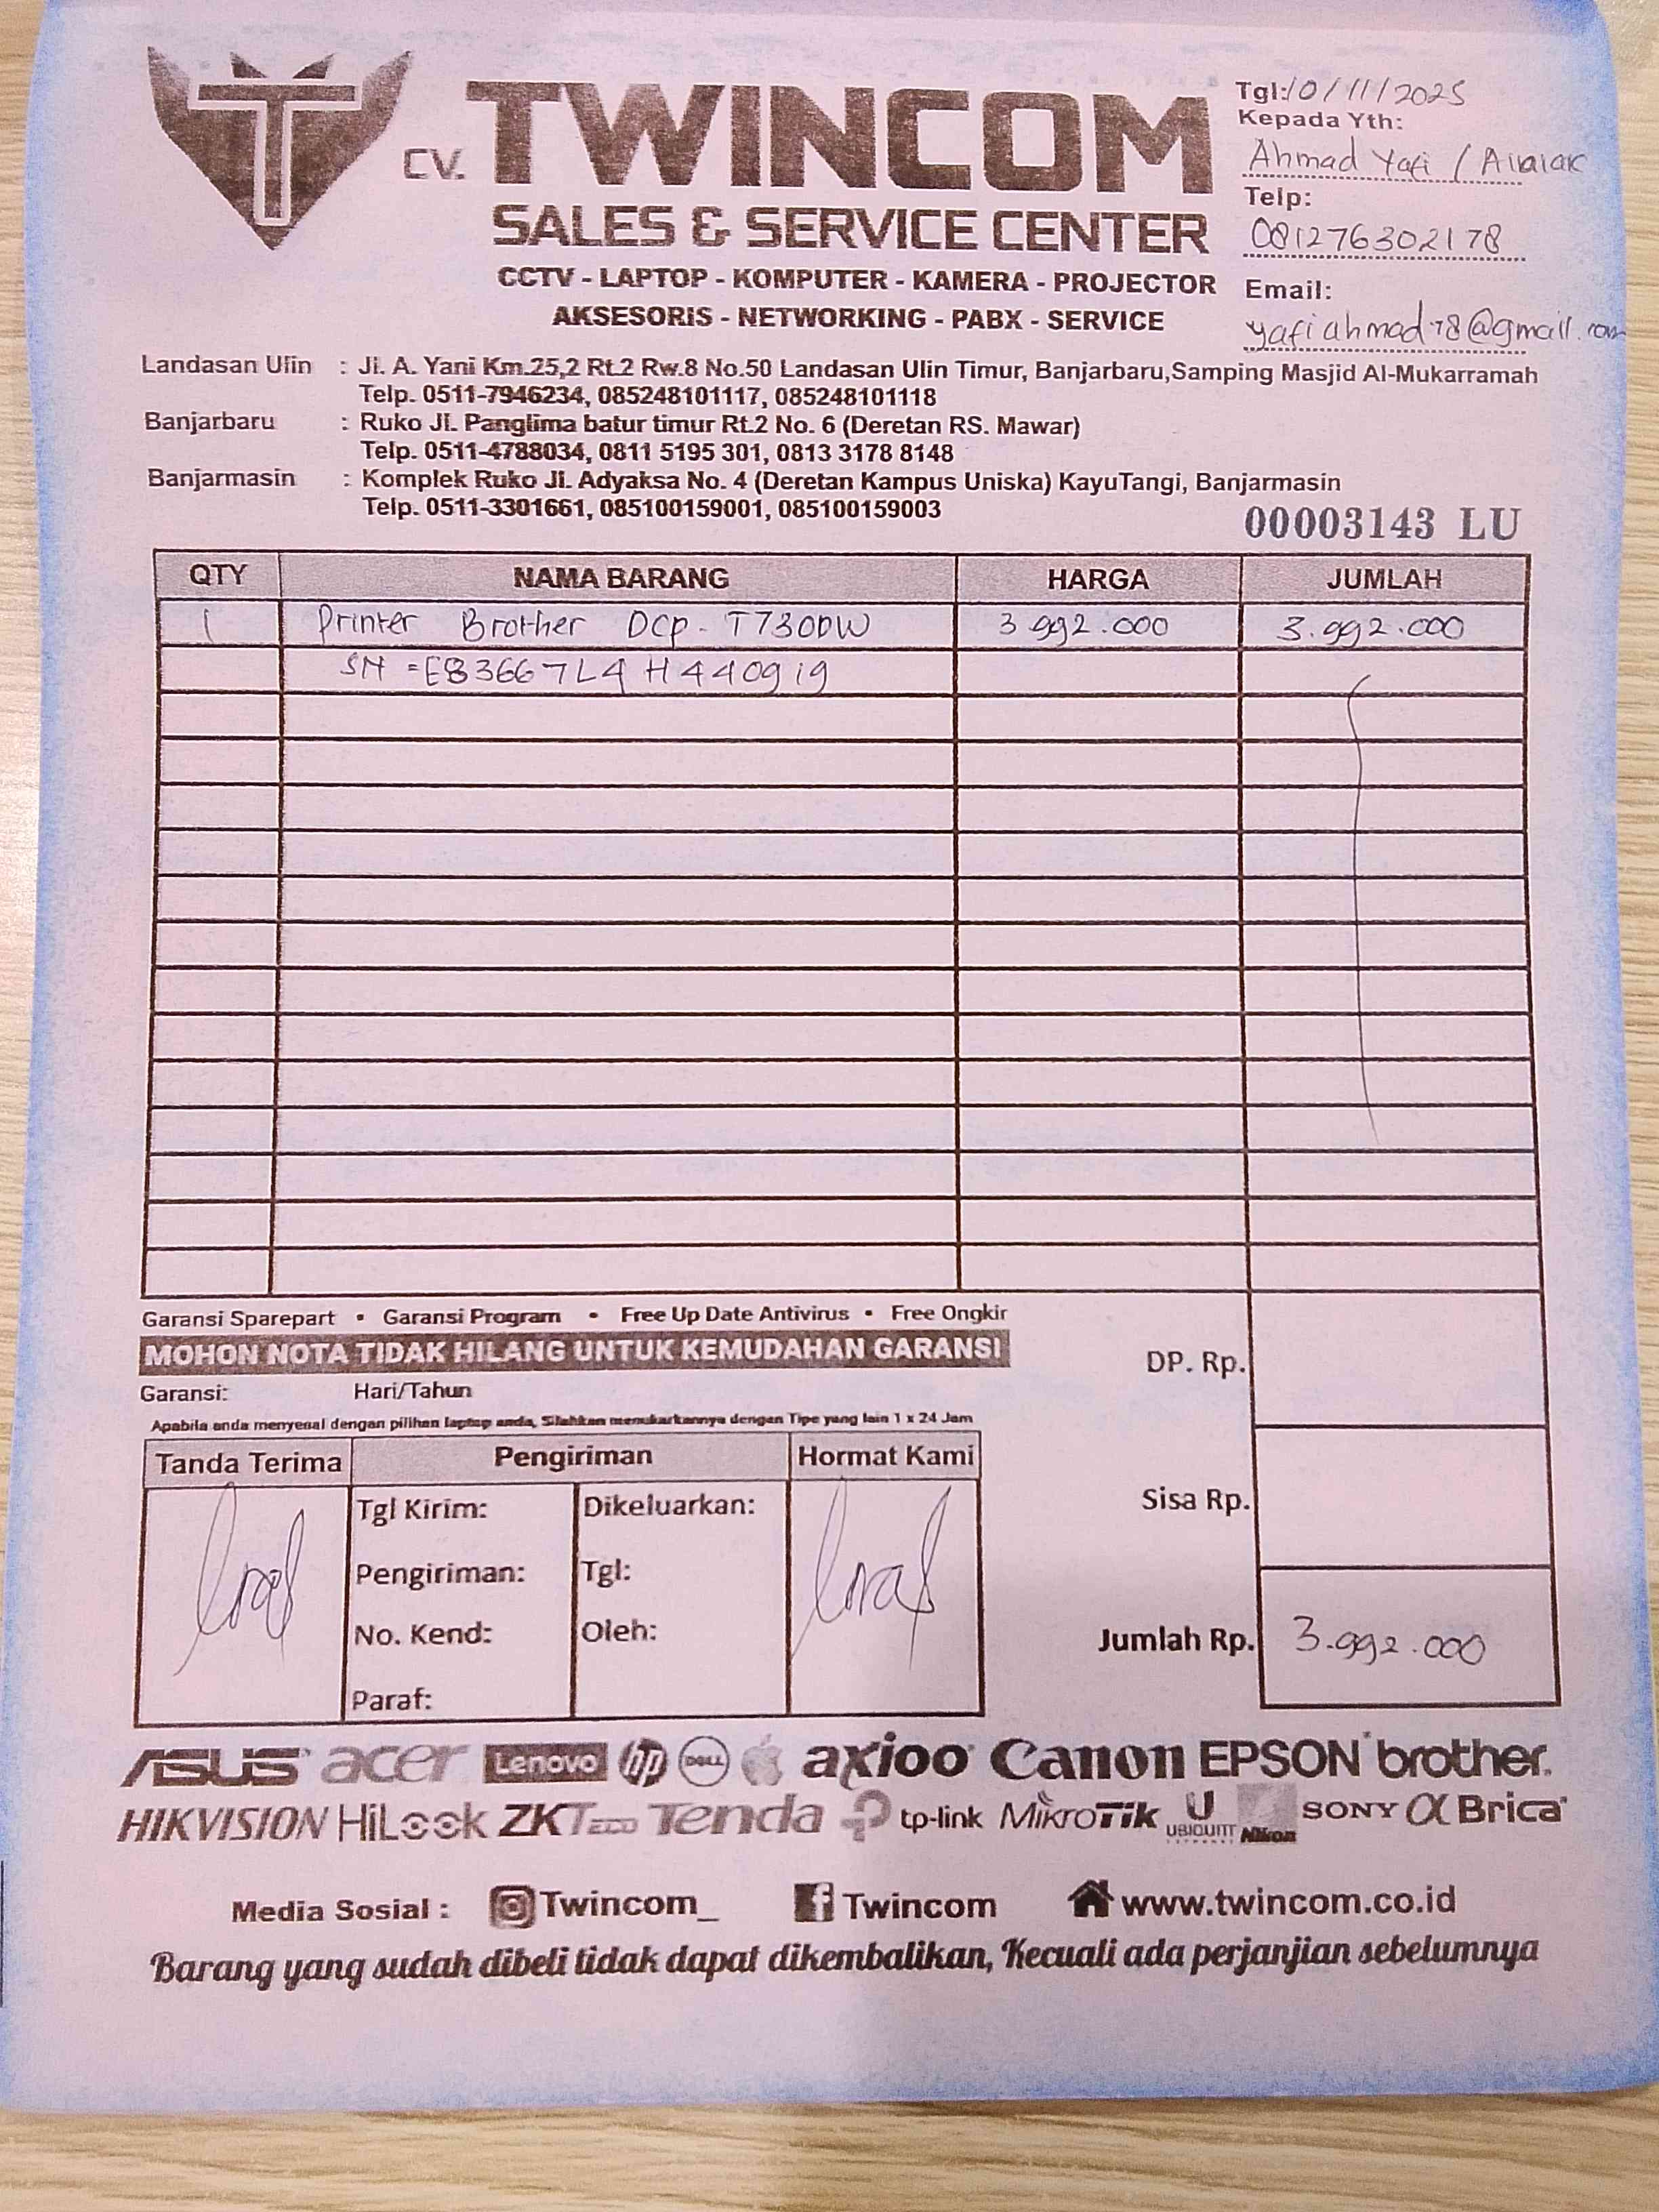 CV. TWINCOM
SALES & SERVICE CENTER
CCTV - LAPTOP - KOMPUTER - KAMERA - PROJECTOR
AKSESORIS - NETWORKING - PABX - SERVICE
Tgl: 10/11/2025
Kepada Yth:
Ahmad Yafi /
Telp:
081276302178
Email:
yafiahmad78@gmail.com
Landasan Ulin : Jl. A. Yani Km.25,2 Rt.2 Rw.8 No.50 Landasan Ulin Timur, Banjarbaru,Samping Masjid Al-Mukarramah
Telp. 0511-7946234, 085248101117, 085248101118
Banjarbaru : Ruko Jl. Panglima batur timur Rt.2 No. 6 (Deretan RS. Mawar)
Telp. 0511-4788034, 0811 5195 301, 0813 3178 8148
Banjarmasin : Komplek Ruko Jl. Adyaksa No. 4 (Deretan Kampus Uniska) KayuTangi, Banjarmasin
Telp. 0511-3301661, 085100159001, 085100159003
00003143 LU
QTY NAMA BARANG HARGA JUMLAH
1 Printer Brother Dcp - T730DW 3 992.000 3.992.000
SN = E83667L4H440919
Garansi Sparepart • Garansi Program • Free Up Date Antivirus • Free Ongkir
MOHON NOTA TIDAK HILANG UNTUK KEMUDAHAN GARANSI
Garansi: Hari/Tahun
Apabila anda menyesal dengan pilihan laptop anda, Silahkan menukarkannya dengan Tipe yang lain 1 x 24 Jam
DP. Rp.
Sisa Rp.
Jumlah Rp. 3.992.000
Tanda Terima Pengiriman Hormat Kami
Tgl Kirim: Dikeluarkan:
Pengiriman: Tgl:
No. Kend: Oleh:
Paraf:
ASUS acer Lenovo hp DELL axioo Canon EPSON brother
HIKVISION HiLook ZKTeco Tenda tp-link MikroTik UBIQUITI Nikon SONY α Brica
Media Sosial : Twincom_ Twincom www.twincom.co.id
Barang yang sudah dibeli tidak dapat dikembalikan, Kecuali ada perjanjian sebelumnya